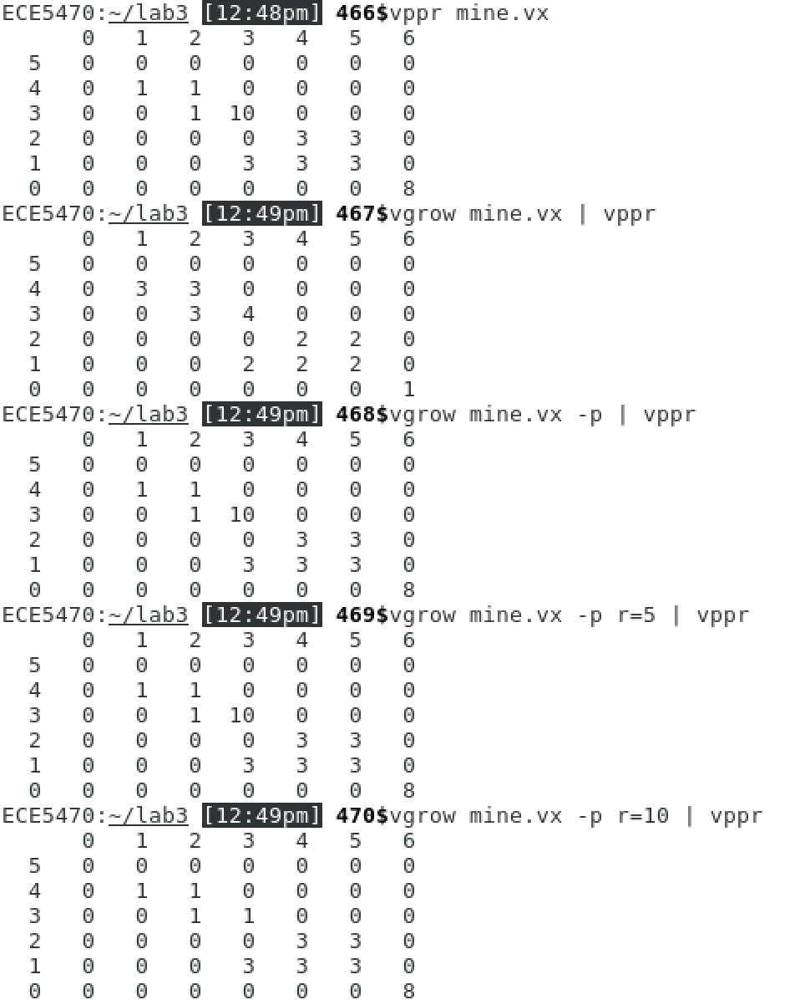 ECE5470:~/lab3 [12:48pm] 466$vppr mine.vx
0 1 2 3 4 5 6
5 0 0 0 0 0 0 0
4 0 1 1 0 0 0 0
3 0 0 1 10 0 0 0
2 0 0 0 0 3 3 0
1 0 0 0 3 3 3 0
0 0 0 0 0 0 0 8
ECE5470:~/lab3 [12:49pm] 467$vgrow mine.vx | vppr
0 1 2 3 4 5 6
5 0 0 0 0 0 0 0
4 0 3 3 0 0 0 0
3 0 0 3 4 0 0 0
2 0 0 0 0 2 2 0
1 0 0 0 2 2 2 0
0 0 0 0 0 0 0 1
ECE5470:~/lab3 [12:49pm] 468$vgrow mine.vx -p | vppr
0 1 2 3 4 5 6
5 0 0 0 0 0 0 0
4 0 1 1 0 0 0 0
3 0 0 1 10 0 0 0
2 0 0 0 0 3 3 0
1 0 0 0 3 3 3 0
0 0 0 0 0 0 0 8
ECE5470:~/lab3 [12:49pm] 469$vgrow mine.vx -p r=5 | vppr
0 1 2 3 4 5 6
5 0 0 0 0 0 0 0
4 0 1 1 0 0 0 0
3 0 0 1 10 0 0 0
2 0 0 0 0 3 3 0
1 0 0 0 3 3 3 0
0 0 0 0 0 0 0 8
ECE5470:~/lab3 [12:49pm] 470$vgrow mine.vx -p r=10 | vppr
0 1 2 3 4 5 6
5 0 0 0 0 0 0 0
4 0 1 1 0 0 0 0
3 0 0 1 1 0 0 0
2 0 0 0 0 3 3 0
1 0 0 0 3 3 3 0
0 0 0 0 0 0 0 8